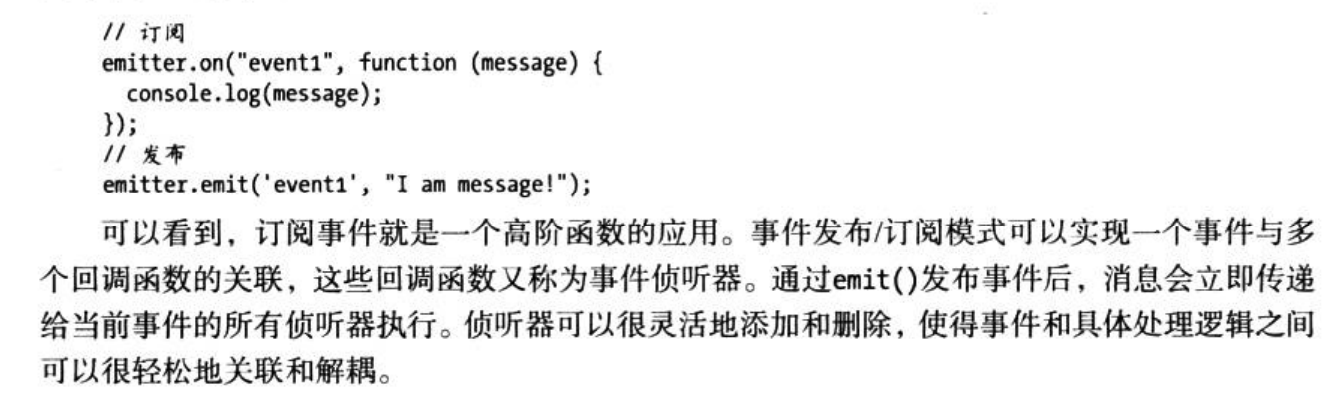 // 订阅
emitter.on("event1", function (message) {
  console.log(message);
});
// 发布
emitter.emit('event1', "I am message!");
可以看到，订阅事件就是一个高阶函数的应用。事件发布/订阅模式可以实现一个事件与多
个回调函数的关联，这些回调函数又称为事件侦听器。通过emit()发布事件后，消息会立即传递
给当前事件的所有侦听器执行。侦听器可以很灵活地添加和删除，使得事件和具体处理逻辑之间
可以很轻松地关联和解耦。